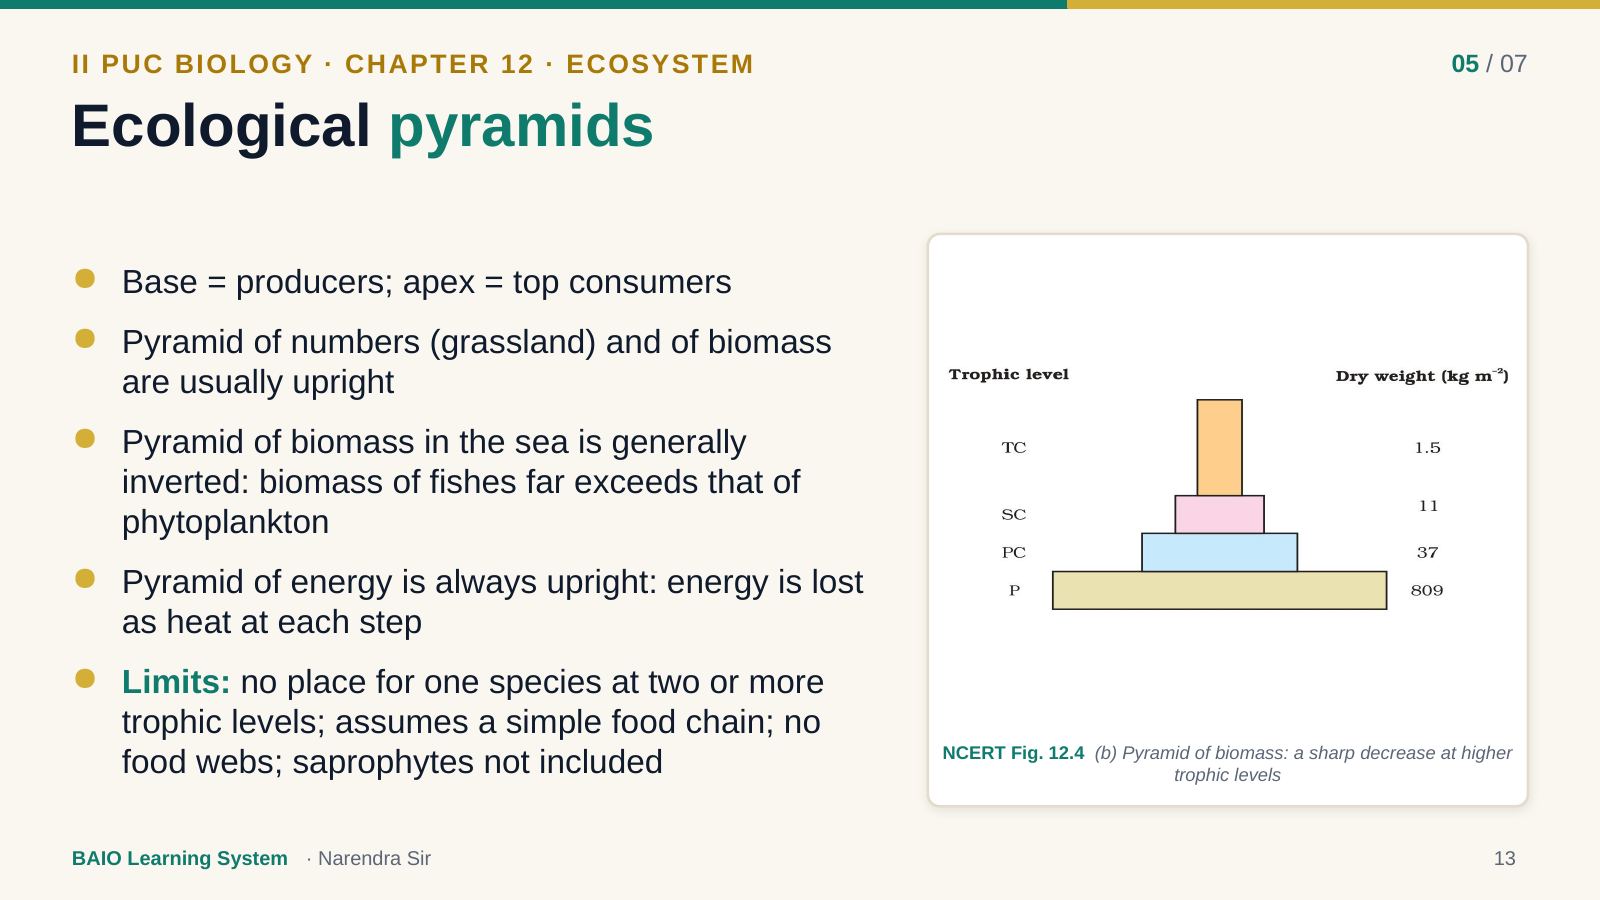 II PUC BIOLOGY · CHAPTER 12 · ECOSYSTEM
05 / 07
Ecological pyramids
Base = producers; apex = top consumers
Pyramid of numbers (grassland) and of biomass
are usually upright
Pyramid of biomass in the sea is generally
inverted: biomass of fishes far exceeds that of
phytoplankton
Pyramid of energy is always upright: energy is lost
as heat at each step
Limits: no place for one species at two or more
trophic levels; assumes a simple food chain; no
food webs; saprophytes not included
Trophic level
Dry weight (kg m⁻²)
TC
1.5
SC
11
PC
37
P
809
NCERT Fig. 12.4 (b) Pyramid of biomass: a sharp decrease at higher
trophic levels
BAIO Learning System · Narendra Sir
13